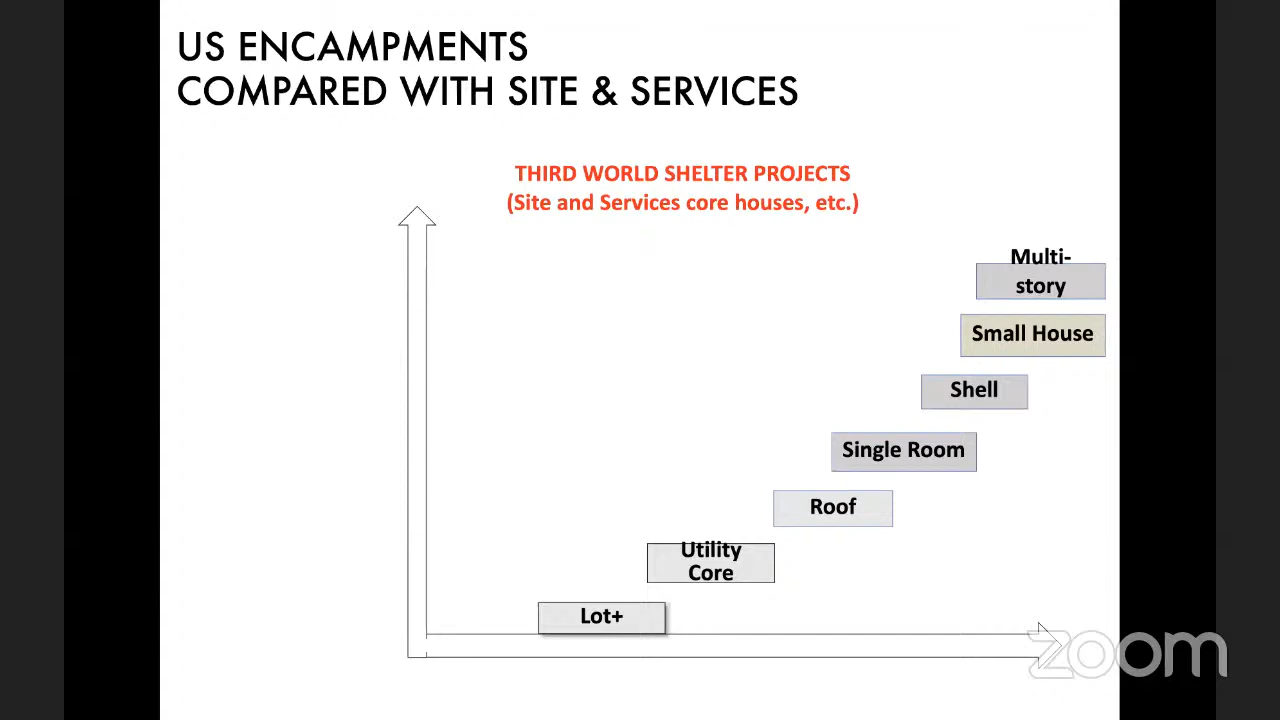 US ENCAMPMENTS
COMPARED WITH SITE & SERVICES
THIRD WORLD SHELTER PROJECTS
(Site and Services core houses, etc.)
Multi-
story
Small House
Shell
Single Room
Roof
Utility
Core
Lot+
zoom